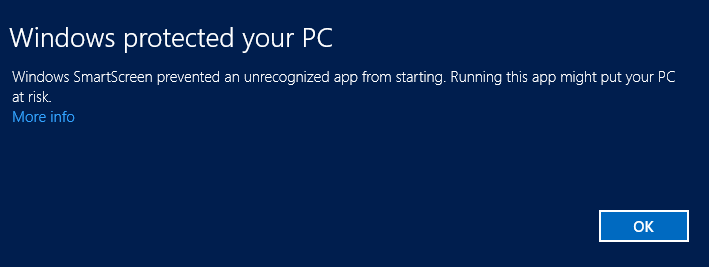 Windows protected your PC
Windows SmartScreen prevented an unrecognized app from starting. Running this app might put your PC
at risk.
More info
OK